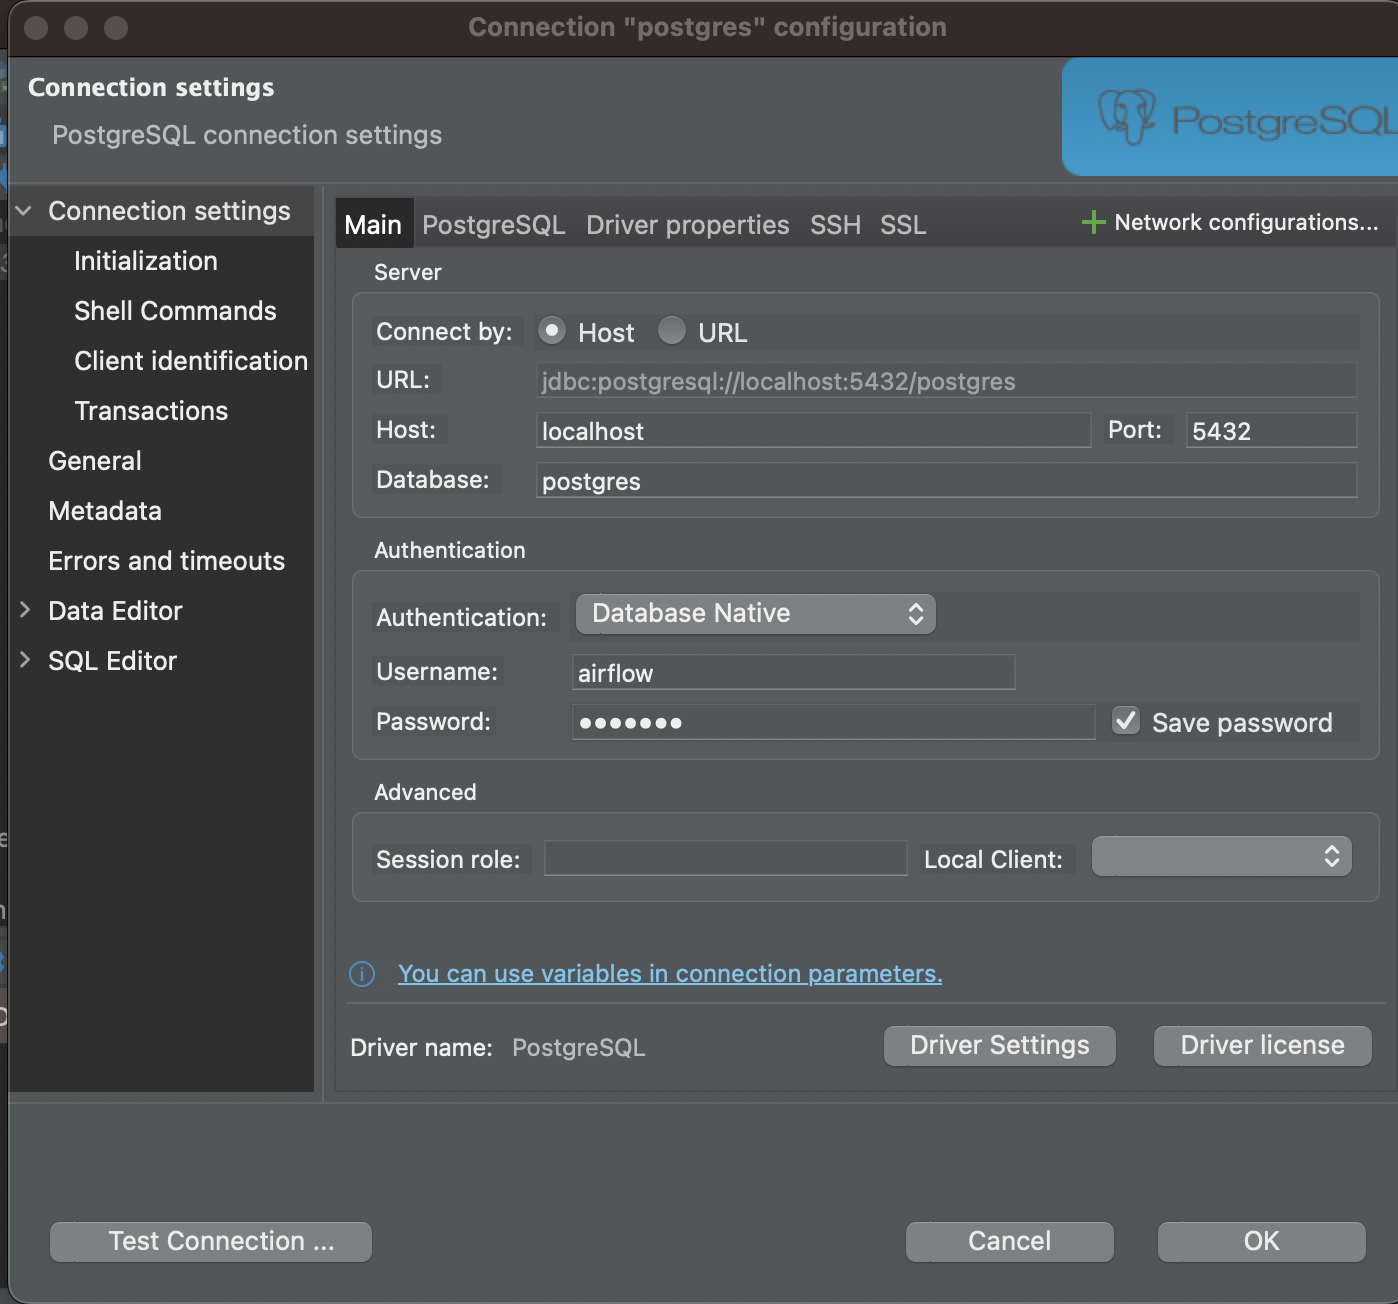 Connection "postgres" configuration
Connection settings
PostgreSQL connection settings
PostgreSQL
Connection settings
Initialization
Shell Commands
Client identification
Transactions
General
Metadata
Errors and timeouts
Data Editor
SQL Editor
Main PostgreSQL Driver properties SSH SSL Network configurations...
Server
Connect by: Host URL
URL: jdbc:postgresql://localhost:5432/postgres
Host: localhost Port: 5432
Database: postgres
Authentication
Authentication: Database Native
Username: airflow
Password: •••••••  Save password
Advanced
Session role: Local Client:
You can use variables in connection parameters.
Driver name: PostgreSQL Driver Settings Driver license
Test Connection ... Cancel OK